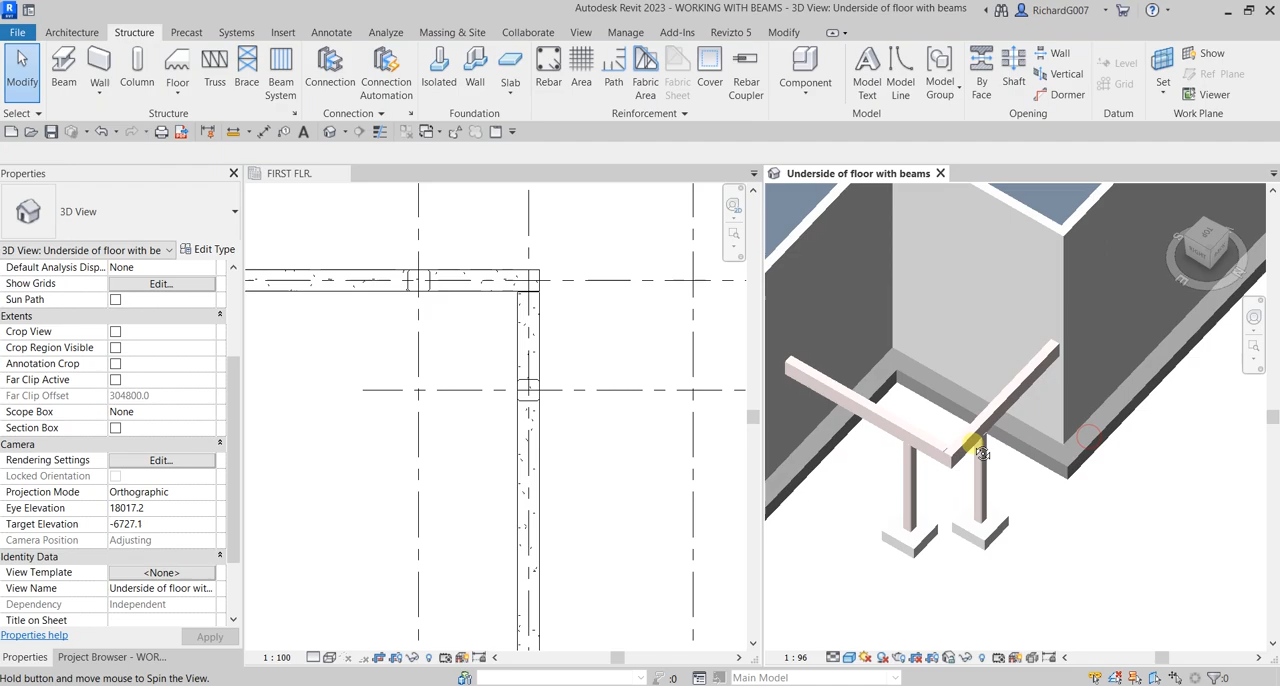 R
RVT
Autodesk Revit 2023 - WORKING WITH BEAMS - 3D View: Underside of floor with beams
RichardG007
File Architecture Structure Precast Systems Insert Annotate Analyze Massing & Site Collaborate View Manage Add-Ins Revizto 5 Modify
Modify Beam Wall Column Floor Truss Brace Beam System Connection Connection Automation Isolated Wall Slab Rebar Area Path Fabric Area Fabric Sheet Cover Rebar Coupler Component Model Text Model Line Model Group By Face Shaft Wall Vertical Dormer Level Grid Set Show Ref Plane Viewer
Select Structure Connection Foundation Reinforcement Model Opening Datum Work Plane
Properties
FIRST FLR.
Underside of floor with beams
3D View
3D View: Underside of floor with be Edit Type
Default Analysis Disp... None
Show Grids Edit...
Sun Path
Extents
Crop View
Crop Region Visible
Annotation Crop
Far Clip Active
Far Clip Offset 304800.0
Scope Box None
Section Box
Camera
Rendering Settings Edit...
Locked Orientation
Projection Mode Orthographic
Eye Elevation 18017.2
Target Elevation -6727.1
Camera Position Adjusting
Identity Data
View Template <None>
View Name Underside of floor wit...
Dependency Independent
Title on Sheet
Properties help Apply
Properties Project Browser - WOR...
1 : 100
1 : 96
Hold button and move mouse to Spin the View.
:0
Main Model
:0
TOP
RIGHT
BACK
S
E
N